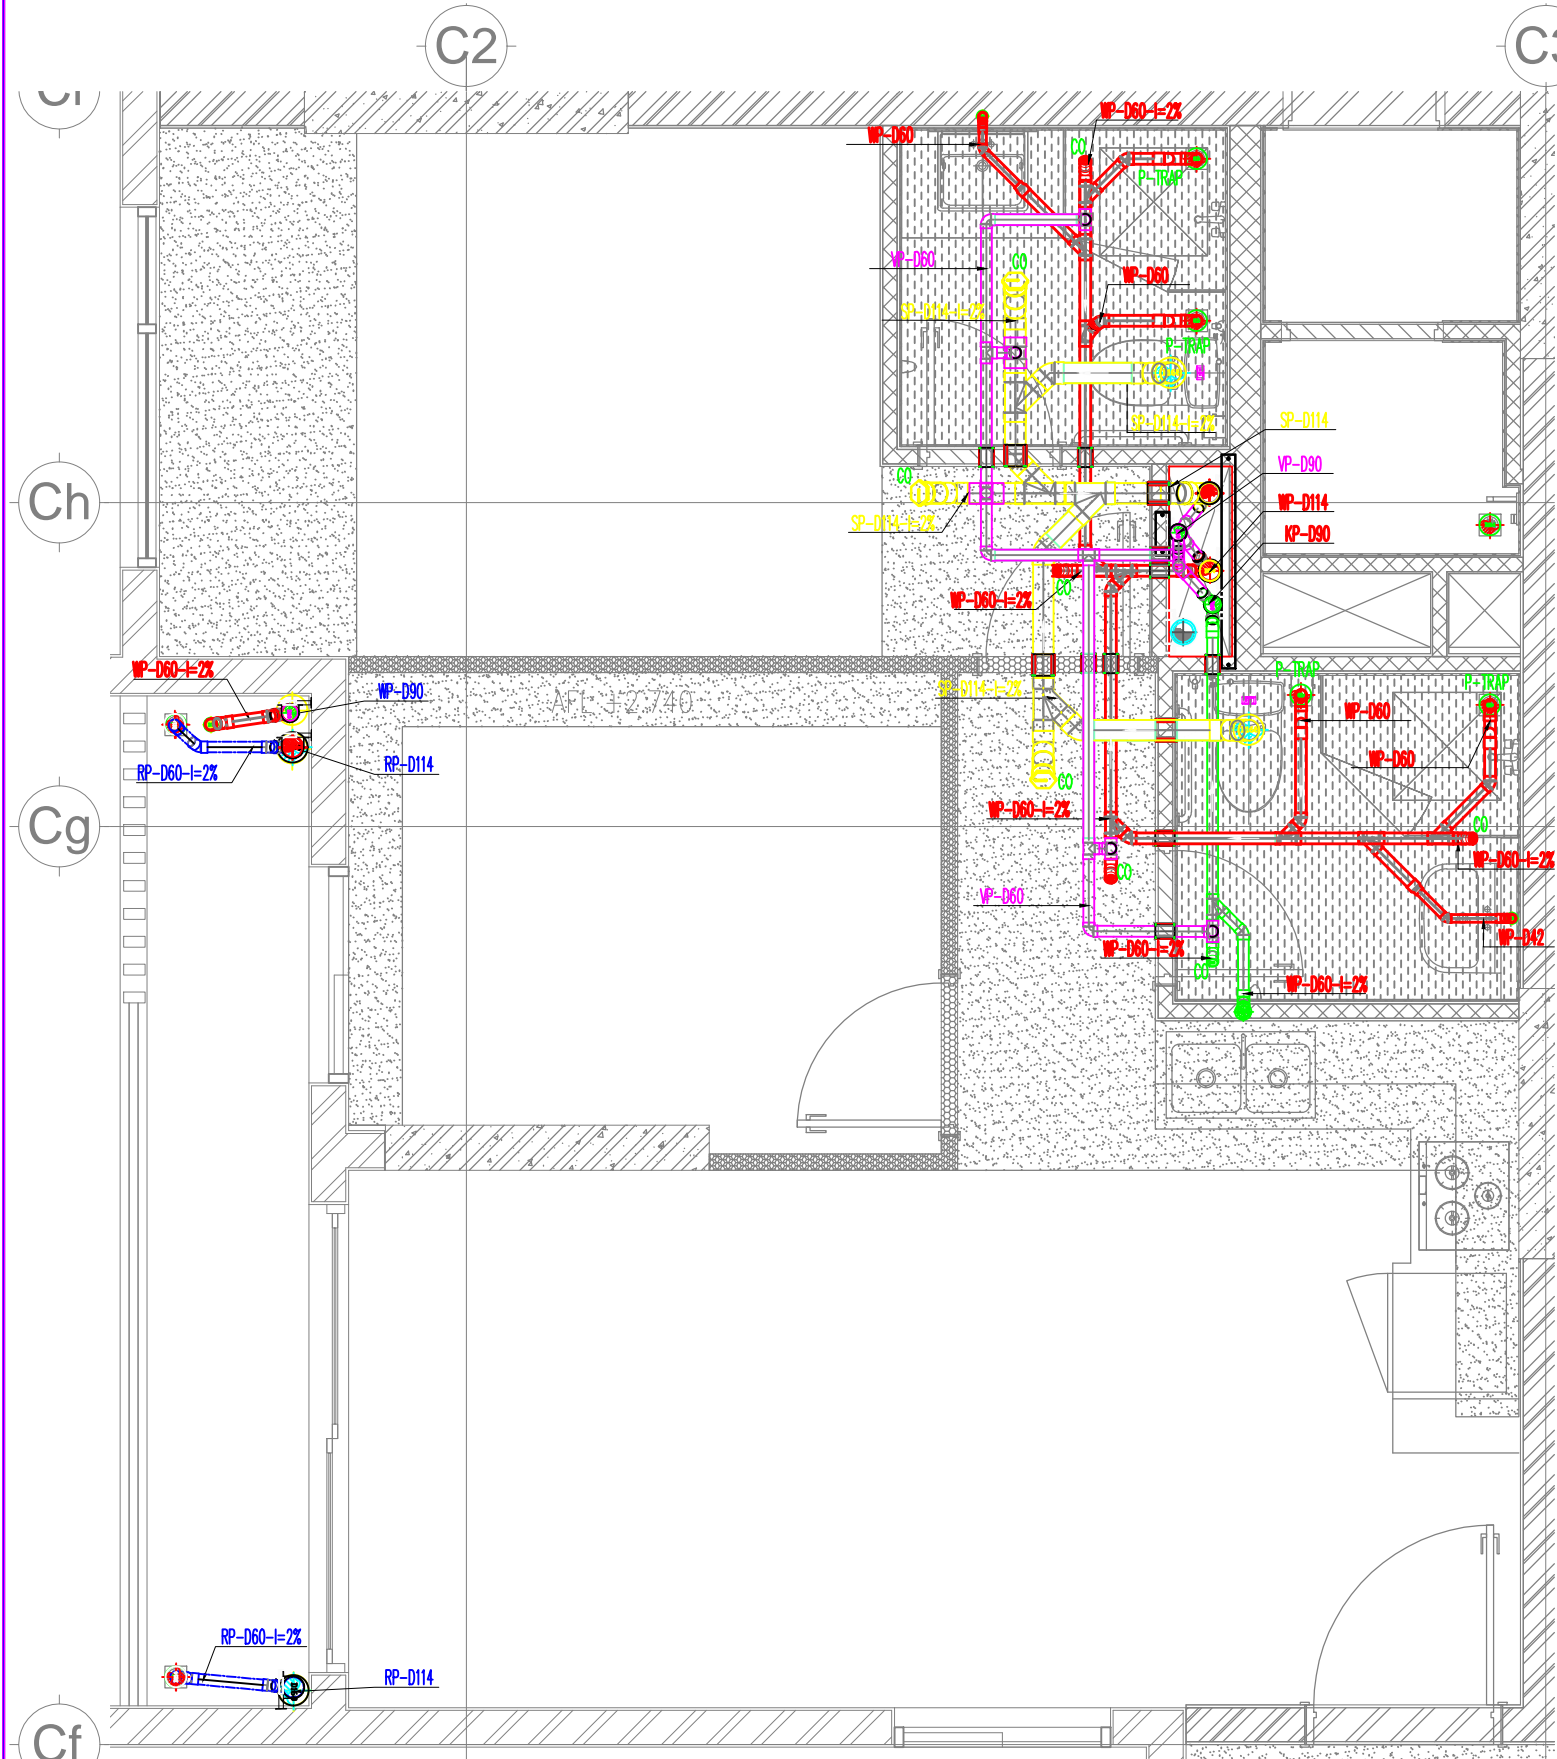 C2
WP-D60-I=2%
WP-D60
CO
P-TRAP
VP-D60
CO
WP-D60
SP-D114-I=2%
P-TRAP
SP-D114-I=2%
SP-D114
VP-D90
CO
Ch
WP-D114
SP-D114-I=2%
KP-D90
CO
WP-D60-I=2%
WP-D60-I=2%
P-TRAP
P-TRAP
WP-D90
SP-D114-I=2%
AFL +2.740
WP-D60
WP-D60
RP-D114
RP-D60-I=2%
CO
WP-D60-I=2%
Cg
CO
WP-D60-I=2%
CO
VP-D60
WP-D42
WP-D60-I=2%
CO
WP-D60-I=2%
RP-D60-I=2%
RP-D114
Cf